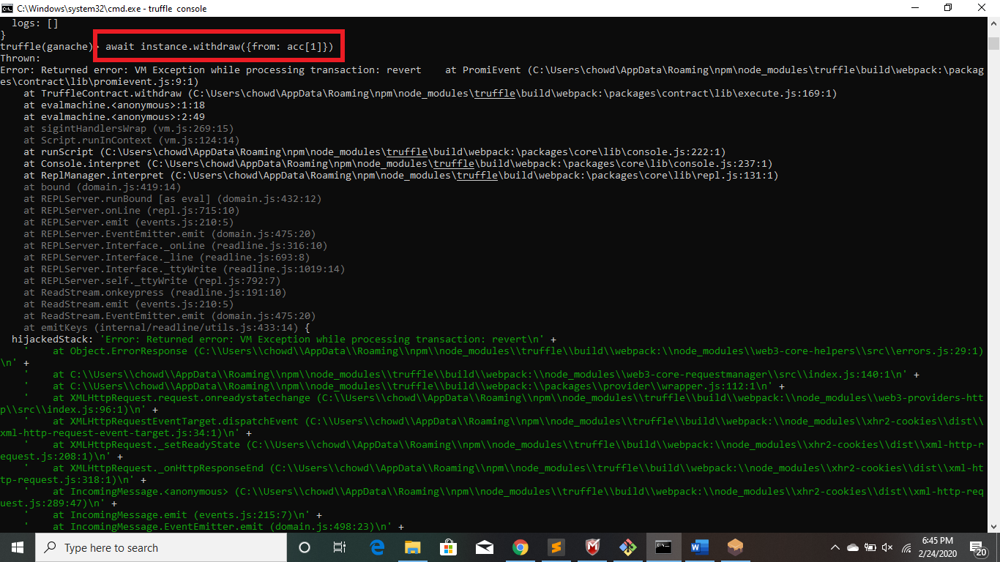 C:\Windows\system32\cmd.exe - truffle  console
logs: []
}
truffle(ganache)> await instance.withdraw({from: acc[1]})
Thrown:
Error: Returned error: VM Exception while processing transaction: revert    at PromiEvent (C:\Users\chowd\AppData\Roaming\npm\node_modules\truffle\build\webpack:\packag
es\contract\lib\promievent.js:9:1)
    at TruffleContract.withdraw (C:\Users\chowd\AppData\Roaming\npm\node_modules\truffle\build\webpack:\packages\contract\lib\execute.js:169:1)
    at evalmachine.<anonymous>:1:18
    at evalmachine.<anonymous>:2:49
    at sigintHandlersWrap (vm.js:269:15)
    at Script.runInContext (vm.js:124:14)
    at runScript (C:\Users\chowd\AppData\Roaming\npm\node_modules\truffle\build\webpack:\packages\core\lib\console.js:222:1)
    at Console.interpret (C:\Users\chowd\AppData\Roaming\npm\node_modules\truffle\build\webpack:\packages\core\lib\console.js:237:1)
    at ReplManager.interpret (C:\Users\chowd\AppData\Roaming\npm\node_modules\truffle\build\webpack:\packages\core\lib\repl.js:131:1)
    at bound (domain.js:419:14)
    at REPLServer.runBound [as eval] (domain.js:432:12)
    at REPLServer.onLine (repl.js:715:10)
    at REPLServer.emit (events.js:210:5)
    at REPLServer.EventEmitter.emit (domain.js:475:20)
    at REPLServer.Interface._onLine (readline.js:316:10)
    at REPLServer.Interface._line (readline.js:693:8)
    at REPLServer.Interface._ttyWrite (readline.js:1019:14)
    at REPLServer.self._ttyWrite (repl.js:792:7)
    at ReadStream.onkeypress (readline.js:191:10)
    at ReadStream.emit (events.js:210:5)
    at ReadStream.EventEmitter.emit (domain.js:475:20)
    at emitKeys (internal/readline/utils.js:433:14) {
  hijackedStack: 'Error: Returned error: VM Exception while processing transaction: revert\n' +
    '    at Object.ErrorResponse (C:\\Users\\chowd\\AppData\\Roaming\\npm\\node_modules\\truffle\\build\\webpack:\\node_modules\\web3-core-helpers\\src\\errors.js:29:1)
\n' +
    '    at C:\\Users\\chowd\\AppData\\Roaming\\npm\\node_modules\\truffle\\build\\webpack:\\node_modules\\web3-core-requestmanager\\src\\index.js:140:1\n' +
    '    at C:\\Users\\chowd\\AppData\\Roaming\\npm\\node_modules\\truffle\\build\\webpack:\\packages\\provider\\wrapper.js:112:1\n' +
    '    at XMLHttpRequest.request.onreadystatechange (C:\\Users\\chowd\\AppData\\Roaming\\npm\\node_modules\\truffle\\build\\webpack:\\node_modules\\web3-providers-htt
p\\src\\index.js:96:1)\n' +
    '    at XMLHttpRequestEventTarget.dispatchEvent (C:\\Users\\chowd\\AppData\\Roaming\\npm\\node_modules\\truffle\\build\\webpack:\\node_modules\\xhr2-cookies\\dist\\
xml-http-request-event-target.js:34:1)\n' +
    '    at XMLHttpRequest._setReadyState (C:\\Users\\chowd\\AppData\\Roaming\\npm\\node_modules\\truffle\\build\\webpack:\\node_modules\\xhr2-cookies\\dist\\xml-http-r
equest.js:208:1)\n' +
    '    at XMLHttpRequest._onHttpResponseEnd (C:\\Users\\chowd\\AppData\\Roaming\\npm\\node_modules\\truffle\\build\\webpack:\\node_modules\\xhr2-cookies\\dist\\xml-ht
tp-request.js:318:1)\n' +
    '    at IncomingMessage.<anonymous> (C:\\Users\\chowd\\AppData\\Roaming\\npm\\node_modules\\truffle\\build\\webpack:\\node_modules\\xhr2-cookies\\dist\\xml-http-req
uest.js:289:47)\n' +
    '    at IncomingMessage.emit (events.js:215:7)\n' +
    '    at IncomingMessage.EventEmitter.emit (domain.js:498:23)\n' +
Type here to search
6:45 PM
2/24/2020
20